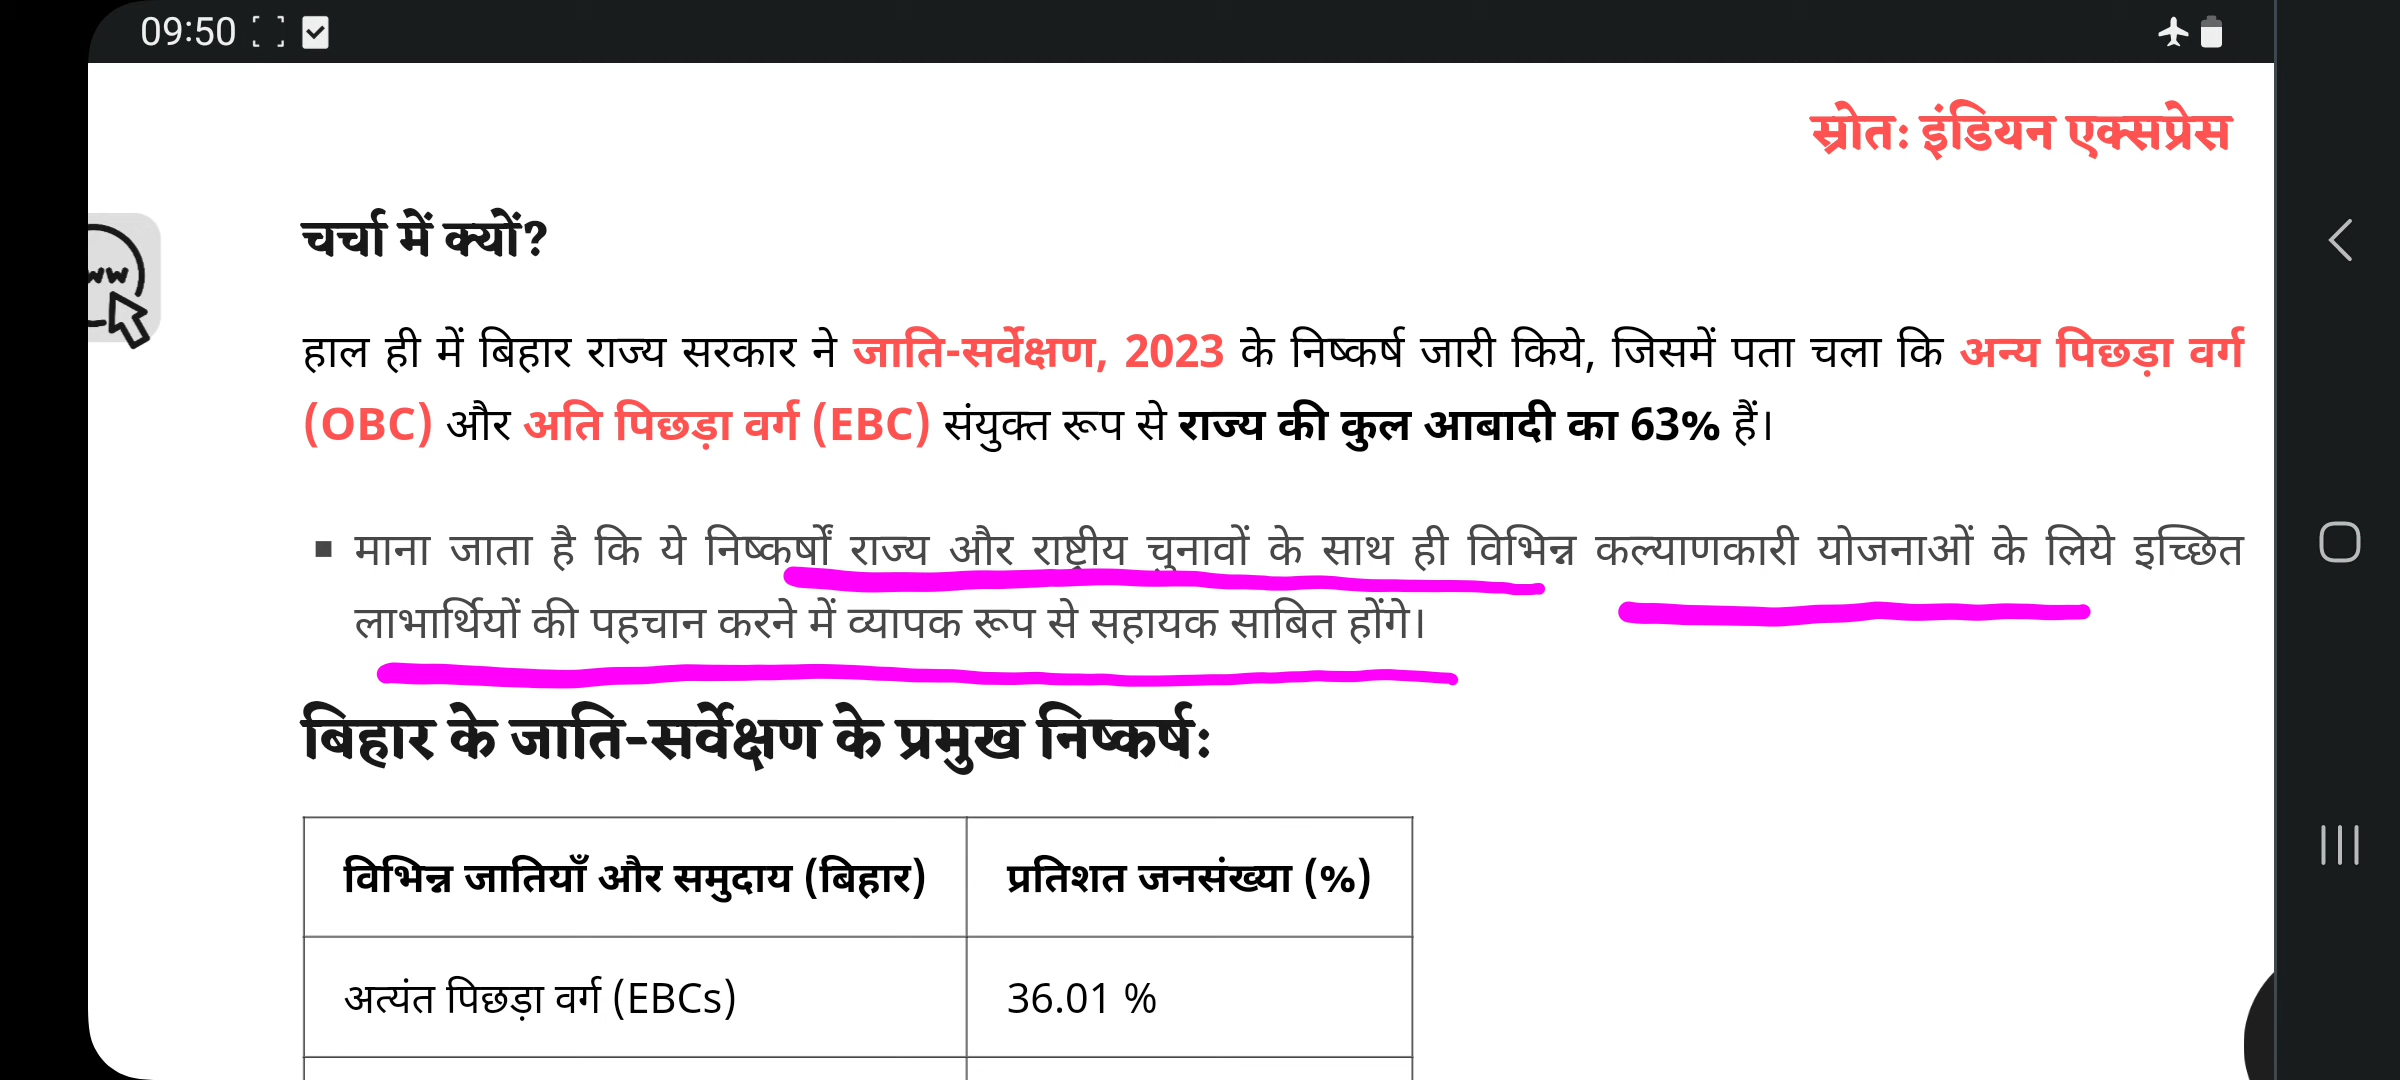 09:50
स्रोतः इंडियन एक्सप्रेस
चर्चा में क्यों?
ww
हाल ही में बिहार राज्य सरकार ने जाति-सर्वेक्षण, 2023 के निष्कर्ष जारी किये, जिसमें पता चला कि अन्य पिछड़ा वर्ग
(OBC) और अति पिछड़ा वर्ग (EBC) संयुक्त रूप से राज्य की कुल आबादी का 63% हैं।
▪ माना जाता है कि ये निष्कर्षों राज्य और राष्ट्रीय चुनावों के साथ ही विभिन्न कल्याणकारी योजनाओं के लिये इच्छित
लाभार्थियों की पहचान करने में व्यापक रूप से सहायक साबित होंगे।
बिहार के जाति-सर्वेक्षण के प्रमुख निष्कर्षः
विभिन्न जातियाँ और समुदाय (बिहार) प्रतिशत जनसंख्या (%)
अत्यंत पिछड़ा वर्ग (EBCs) 36.01 %